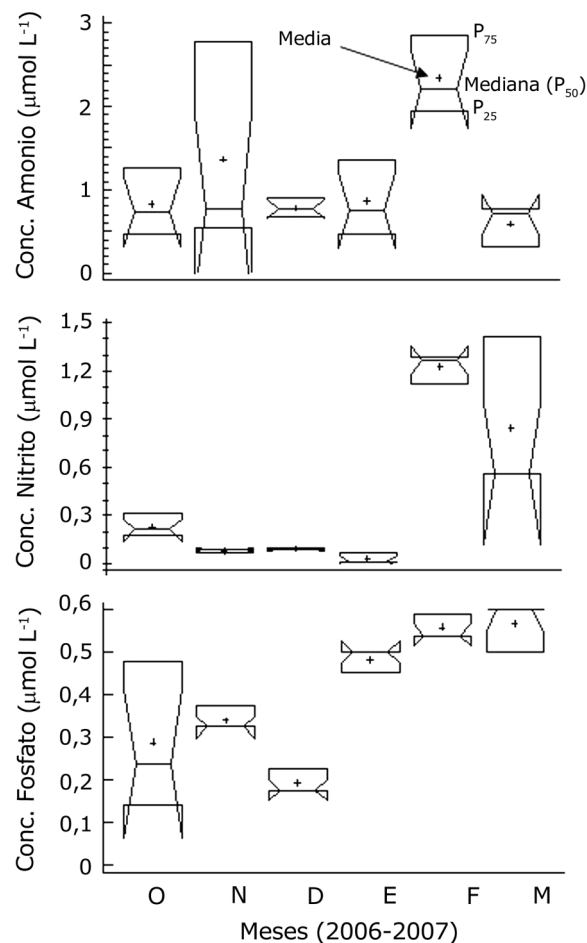 Conc. Amonio (µmol L-1)
3
2
1
0
Media
P75
Mediana (P50)
P25
Conc. Nitrito (µmol L-1)
1,5
1,2
0,9
0,6
0,3
0
Conc. Fosfato (µmol L-1)
0,6
0,5
0,4
0,3
0,2
0,1
0
O N D E F M
Meses (2006-2007)